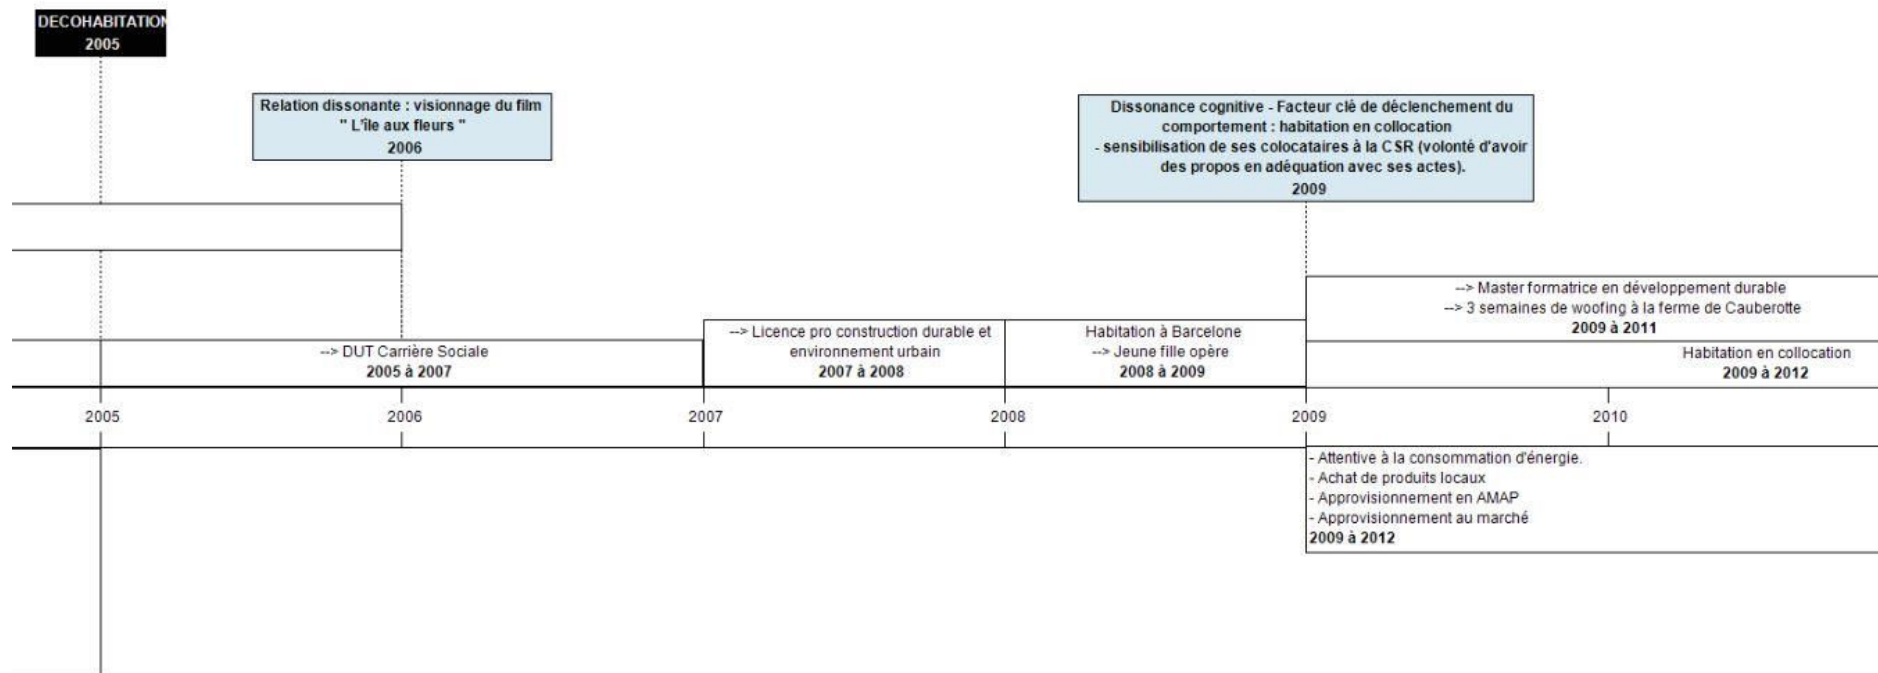 DECOHABITATION
2005
Relation dissonante : visionnage du film
" L'île aux fleurs "
2006
Dissonance cognitive - Facteur clé de déclenchement du
comportement : habitation en collocation
- sensibilisation de ses colocataires à la CSR (volonté d'avoir
des propos en adéquation avec ses actes).
2009
--> Master formatrice en développement durable
--> 3 semaines de woofing à la ferme de Cauberotte
2009 à 2011
--> DUT Carrière Sociale
2005 à 2007
--> Licence pro construction durable et
environnement urbain
2007 à 2008
Habitation à Barcelone
--> Jeune fille opère
2008 à 2009
Habitation en collocation
2009 à 2012
2005
2006
2007
2008
2009
2010
- Attentive à la consommation d'énergie.
- Achat de produits locaux
- Approvisionnement en AMAP
- Approvisionnement au marché
2009 à 2012